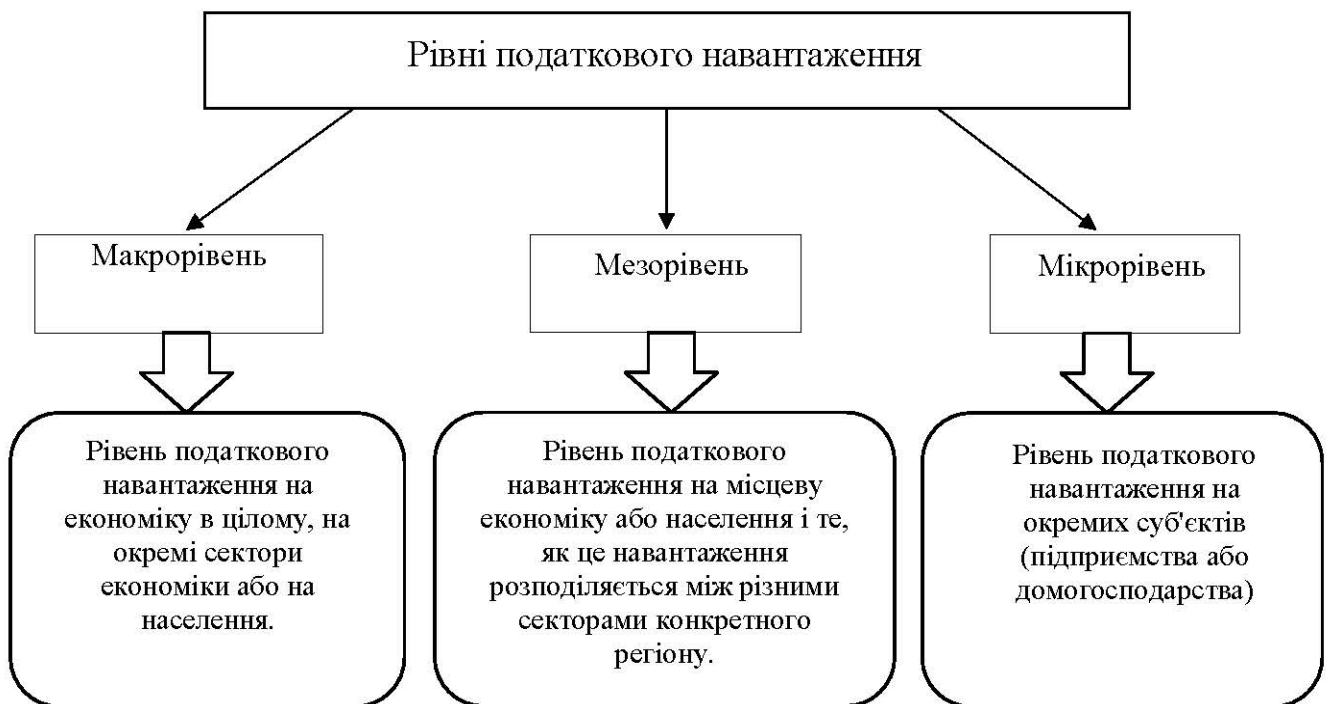 Рівні податкового навантаження
Макрорівень
Мезорівень
Мікрорівень
Рівень податкового
навантаження на
економіку в цілому, на
окремі сектори
економіки або на
населення.
Рівень податкового
навантаження на місцеву
економіку або населення і те,
як це навантаження
розподіляється між різними
секторами конкретного
регіону.
Рівень податкового
навантаження на
окремих суб'єктів
(підприємства або
домогосподарства)